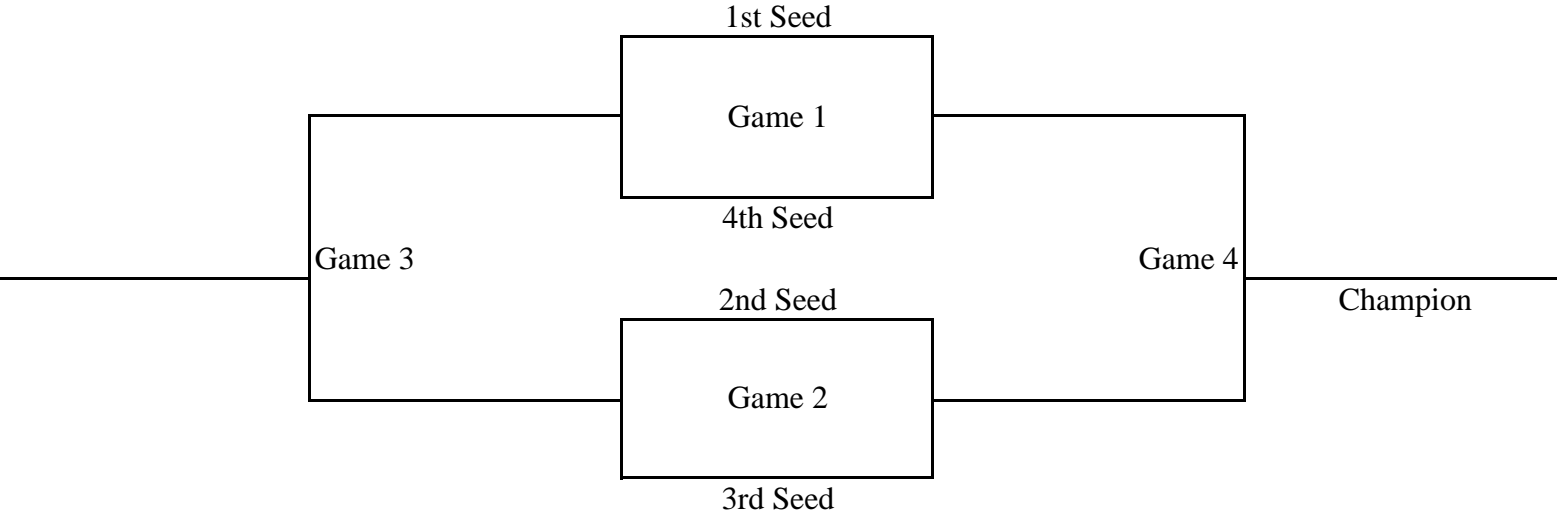 1st Seed
Game 1
4th Seed
Game 3
Game 4
2nd Seed
Champion
Game 2
3rd Seed